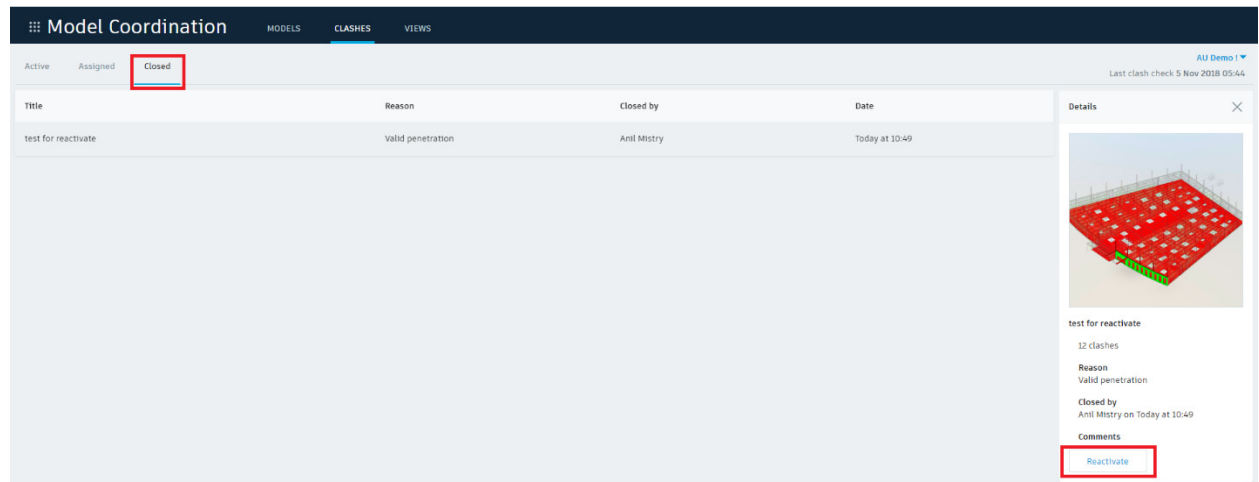 Model Coordination MODELS CLASHES VIEWS
Active Assigned Closed
AU Demo !
Last clash check 5 Nov 2018 05:44
Title Reason Closed by Date
test for reactivate Valid penetration Anil Mistry Today at 10:49
Details
test for reactivate
12 clashes
Reason
Valid penetration
Closed by
Anil Mistry on Today at 10:49
Comments
Reactivate